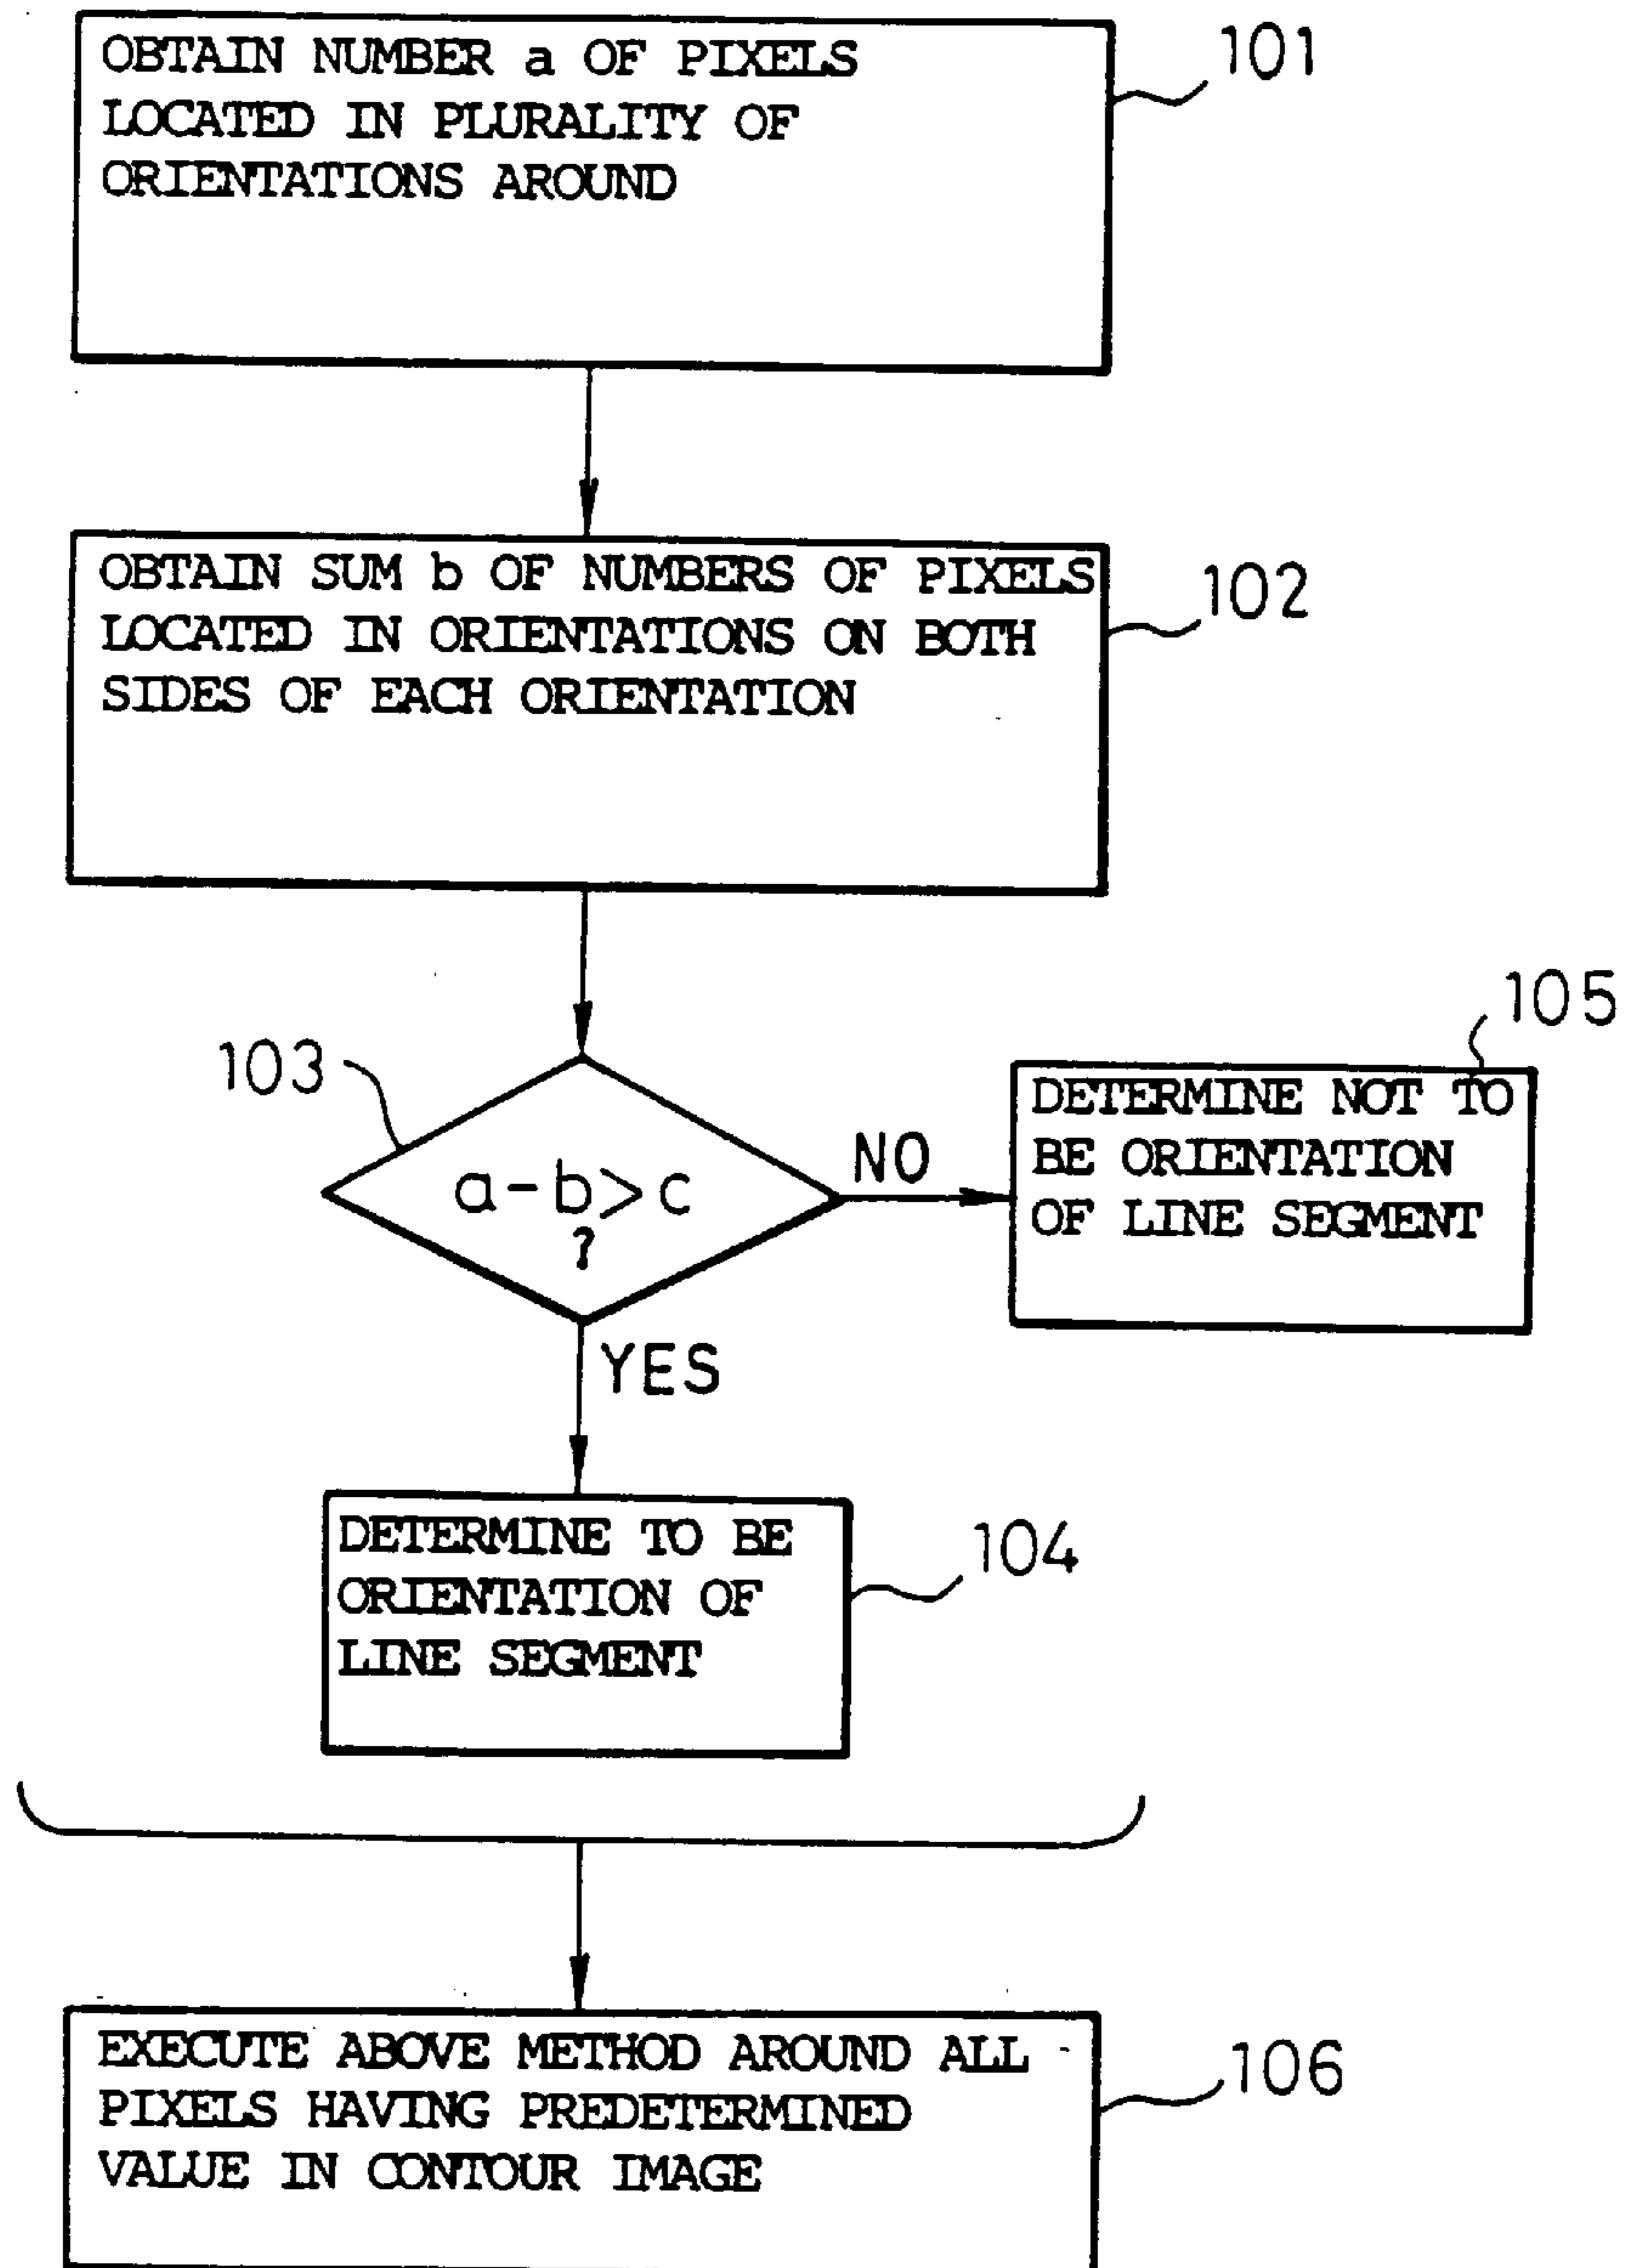 OBTAIN NUMBER a OF PIXELS
LOCATED IN PLURALITY OF
ORIENTATIONS AROUND
101
OBTAIN SUM b OF NUMBERS OF PIXELS
LOCATED IN ORIENTATIONS ON BOTH
SIDES OF EACH ORIENTATION
102
103
a-b>c
?
NO
105
DETERMINE NOT TO
BE ORIENTATION
OF LINE SEGMENT
YES
DETERMINE TO BE
ORIENTATION OF
LINE SEGMENT
104
EXECUTE ABOVE METHOD AROUND ALL
PIXELS HAVING PREDETERMINED
VALUE IN CONTOUR IMAGE
106